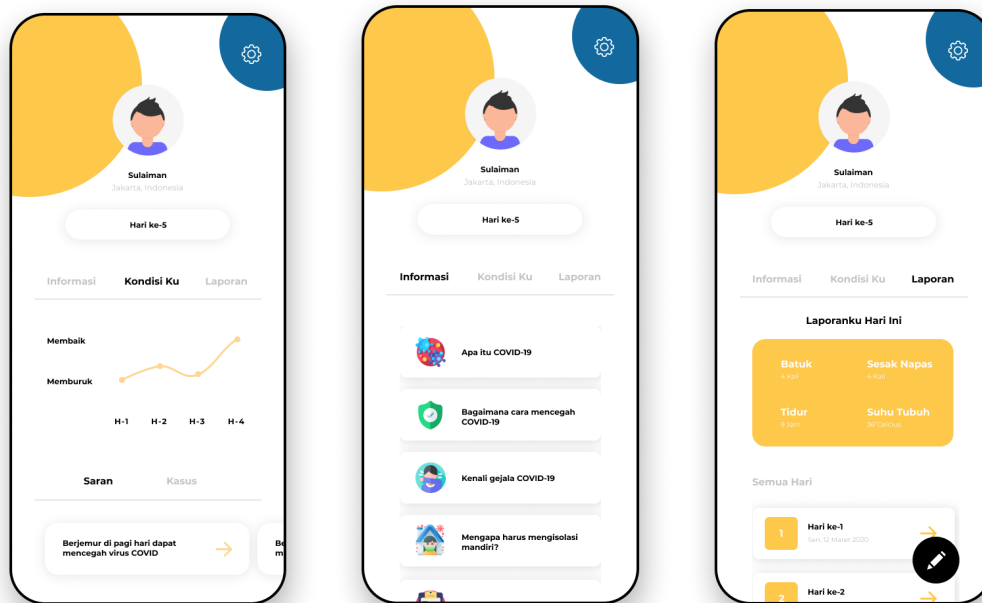 Sulaiman
Jakarta, Indonesia
Hari ke-5
Informasi Kondisi Ku Laporan
Membaik
Memburuk
H-1 H-2 H-3 H-4
Saran Kasus
Berjemur di pagi hari dapat
mencegah virus COVID
Be
m
Sulaiman
Jakarta, Indonesia
Hari ke-5
Informasi Kondisi Ku Laporan
Apa itu COVID-19
Bagaimana cara mencegah
COVID-19
Kenali gejala COVID-19
Mengapa harus mengisolasi
mandiri?
Sulaiman
Jakarta, Indonesia
Hari ke-5
Informasi Kondisi Ku Laporan
Laporanku Hari Ini
Batuk Sesak Napas
4 Kali 4 Kali
Tidur Suhu Tubuh
9 Jam 38°Celcius
Semua Hari
1 Hari ke-1
Sen, 12 Maret 2020
2 Hari ke-2